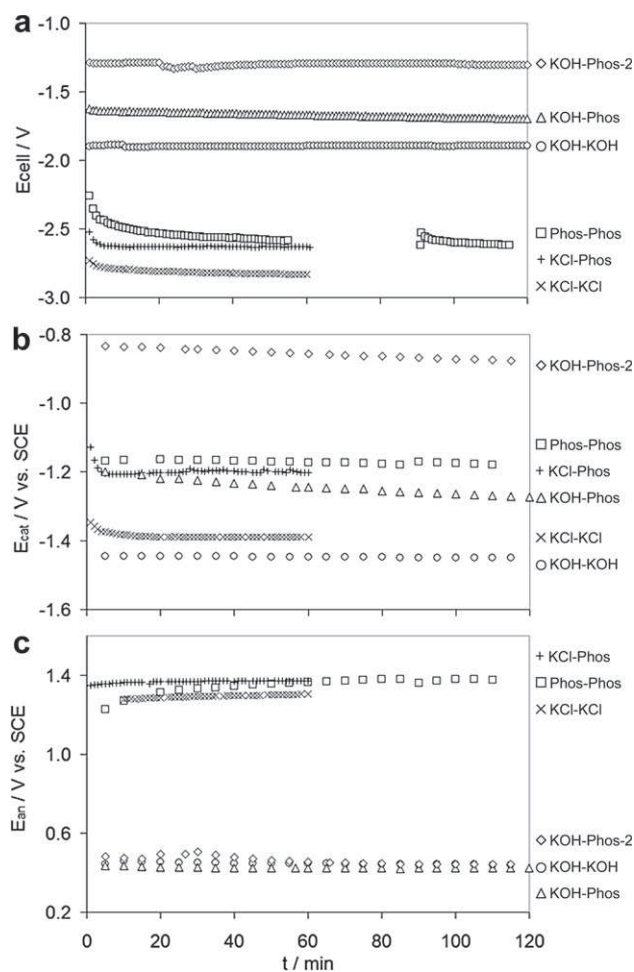 a
-1.0
-1.5
-2.0
-2.5
-3.0
Ecell / V
KOH-Phos-2
KOH-Phos
KOH-KOH
Phos-Phos
KCl-Phos
KCl-KCl
b
-0.8
-1.0
-1.2
-1.4
-1.6
Ecat / V vs. SCE
KOH-Phos-2
Phos-Phos
KCl-Phos
KOH-Phos
KCl-KCl
KOH-KOH
c
1.4
1.0
0.6
0.2
Ean / V vs. SCE
KCl-Phos
Phos-Phos
KCl-KCl
KOH-Phos-2
KOH-KOH
KOH-Phos
0 20 40 60 80 100 120
t / min